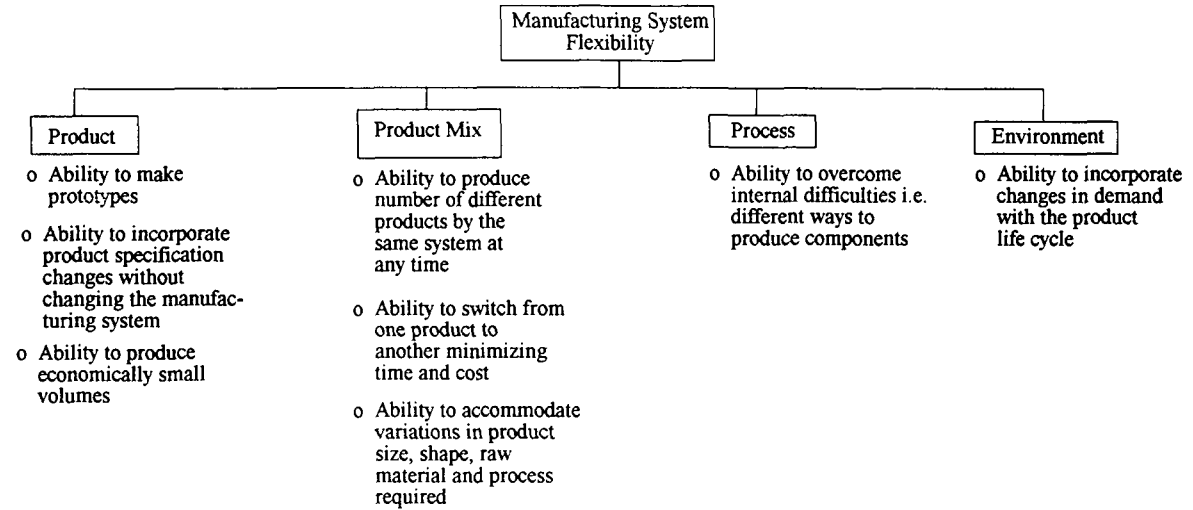 Manufacturing System
Flexibility
Product
o Ability to make
prototypes
o Ability to incorporate
product specification
changes without
changing the manufac-
turing system
o Ability to produce
economically small
volumes
Product Mix
o Ability to produce
number of different
products by the
same system at
any time
o Ability to switch from
one product to
another minimizing
time and cost
o Ability to accommodate
variations in product
size, shape, raw
material and process
required
Process
o Ability to overcome
internal difficulties i.e.
different ways to
produce components
Environment
o Ability to incorporate
changes in demand
with the product
life cycle